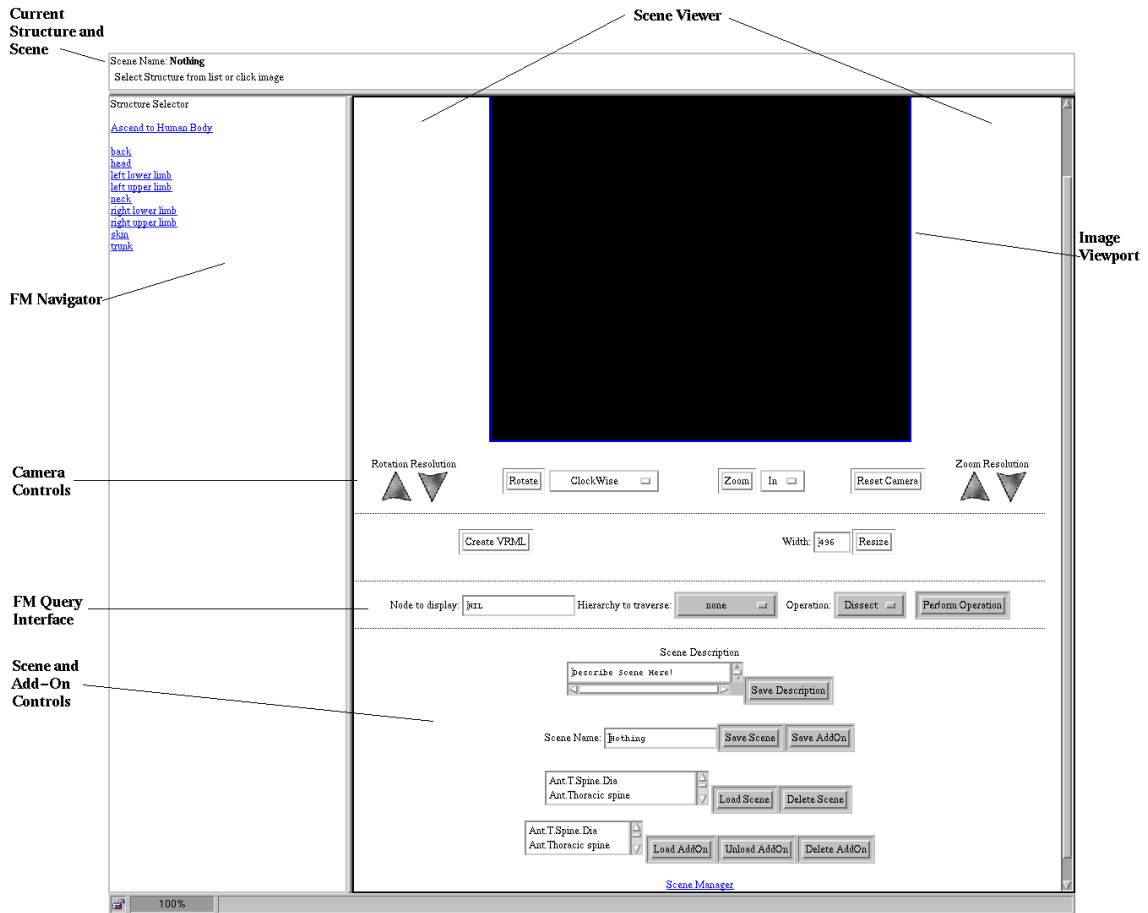 Current
Structure and
Scene
Scene Viewer
Scene Name: Nothing
Select Structure from list or click image
Structure Selector
Ascend to Human Body
back
head
left lower limb
left upper limb
neck
right lower limb
right upper limb
skin
trunk
Image
Viewport
FM Navigator
Camera
Controls
Rotation Resolution
Rotate
ClockWise
Zoom
In
Reset Camera
Zoom Resolution
Create VRML
Width: 496
Resize
FM Query
Interface
Node to display: NIL
Hierarchy to traverse: none
Operation: Dissect
Perform Operation
Scene and
Add-On
Controls
Scene Description
Describe Scene Here!
Save Description
Scene Name: Nothing
Save Scene
Save AddOn
Ant.T.Spine.Dia
Ant.Thoracic spine
Load Scene
Delete Scene
Ant.T.Spine.Dia
Ant.Thoracic spine
Load AddOn
Unload AddOn
Delete AddOn
Scene Manager
100%